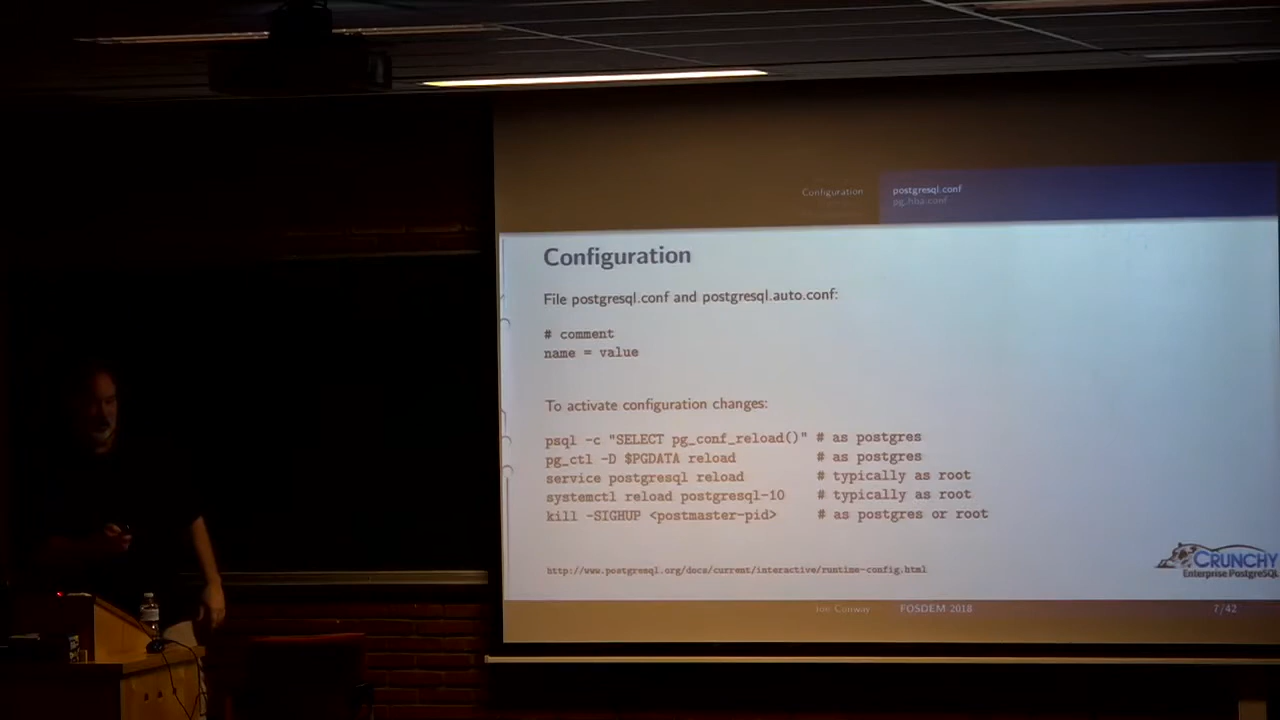 Configuration
postgresql.conf
pg_hba.conf
Configuration
File postgresql.conf and postgresql.auto.conf:
# comment
name = value
To activate configuration changes:
psql -c "SELECT pg_conf_reload()" # as postgres
pg_ctl -D $PGDATA reload # as postgres
service postgresql reload # typically as root
systemctl reload postgresql-10 # typically as root
kill -SIGHUP <postmaster-pid> # as postgres or root
http://www.postgresql.org/docs/current/interactive/runtime-config.html
CRUNCHY
Enterprise PostgreSQL
Joe Conway FOSDEM 2018 7/42